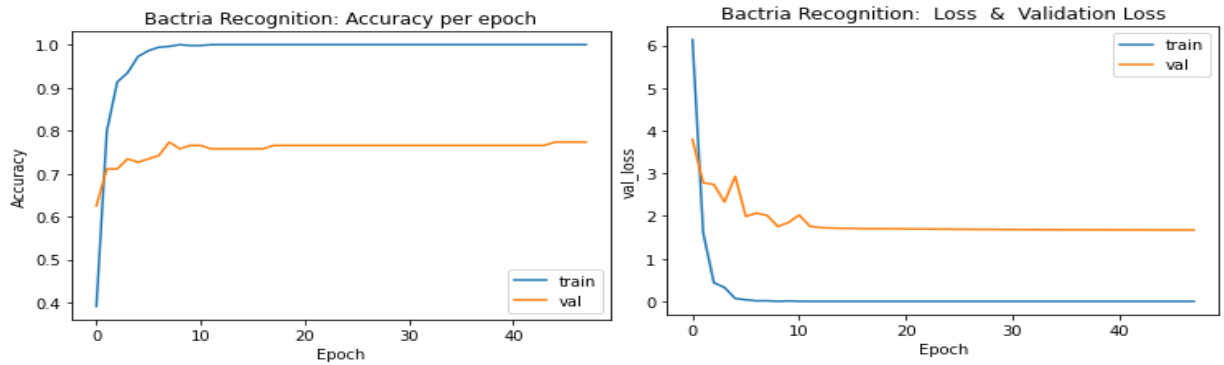 Bactria Recognition: Accuracy per epoch
1.0
0.9
0.8
0.7
0.6
0.5
0.4
Accuracy
0 10 20 30 40
Epoch
train
val
Bactria Recognition: Loss & Validation Loss
6
5
4
3
2
1
0
val_loss
0 10 20 30 40
Epoch
train
val